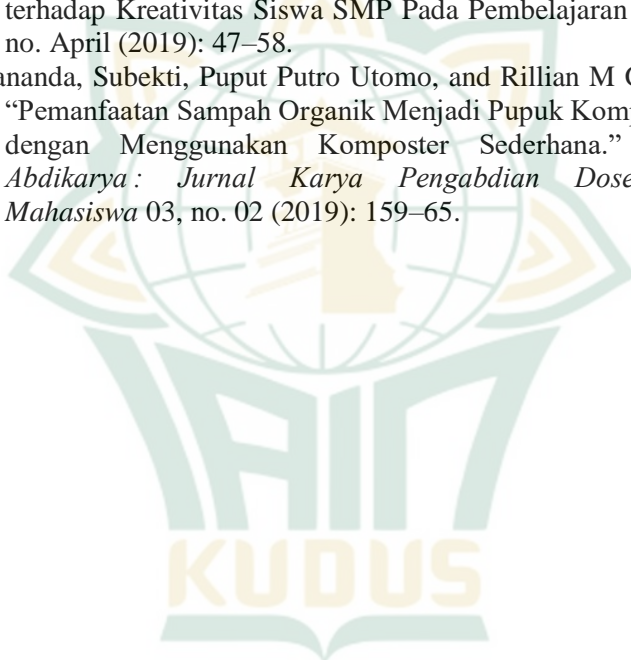 terhadap Kreativitas Siswa SMP Pada Pembelajaran
no. April (2019): 47–58.
ananda, Subekti, Puput Putro Utomo, and Rillian M
“Pemanfaatan Sampah Organik Menjadi Pupuk
dengan Menggunakan Komposter Sederhana.”
Abdikarya : Jurnal Karya Pengabdian
Mahasiswa 03, no. 02 (2019): 159–65.
IAIN
KUDUS